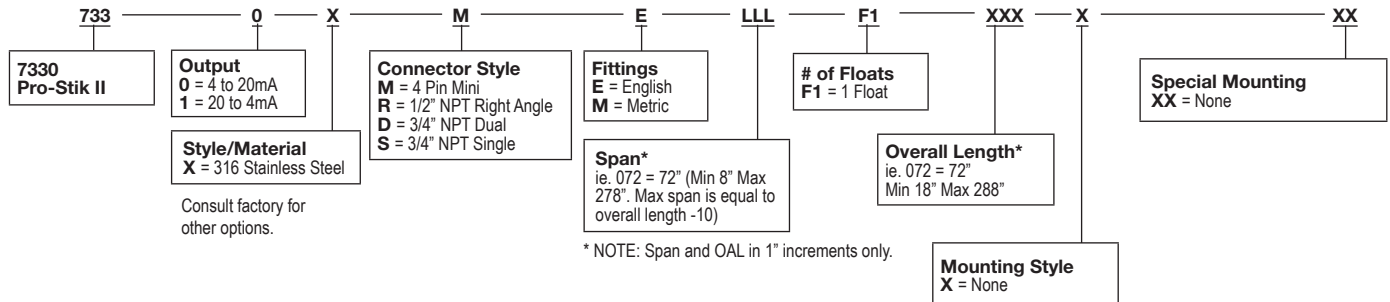 733 0 X M E LLL F1 XXX X XX
7330
Pro-Stik II
Output
0 = 4 to 20mA
1 = 20 to 4mA
Style/Material
X = 316 Stainless Steel
Consult factory for
other options.
Connector Style
M = 4 Pin Mini
R = 1/2” NPT Right Angle
D = 3/4” NPT Dual
S = 3/4” NPT Single
Fittings
E = English
M = Metric
Span*
ie. 072 = 72” (Min 8” Max
278”. Max span is equal to
overall length -10)
* NOTE: Span and OAL in 1” increments only.
# of Floats
F1 = 1 Float
Overall Length*
ie. 072 = 72”
Min 18” Max 288”
Mounting Style
X = None
Special Mounting
XX = None